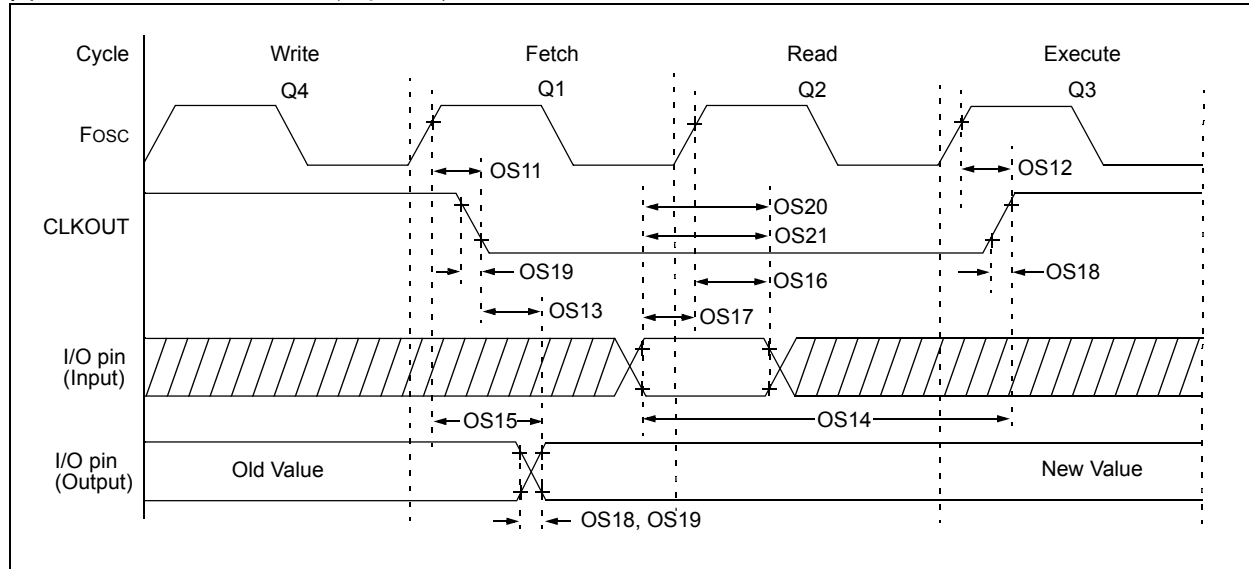 Cycle Write Fetch Read Execute
Q4 Q1 Q2 Q3
FOSC
OS11 OS12
OS20
CLKOUT OS21
OS19 OS16 OS18
OS13 OS17
I/O pin
(Input)
OS15 OS14
I/O pin
(Output) Old Value New Value
OS18, OS19